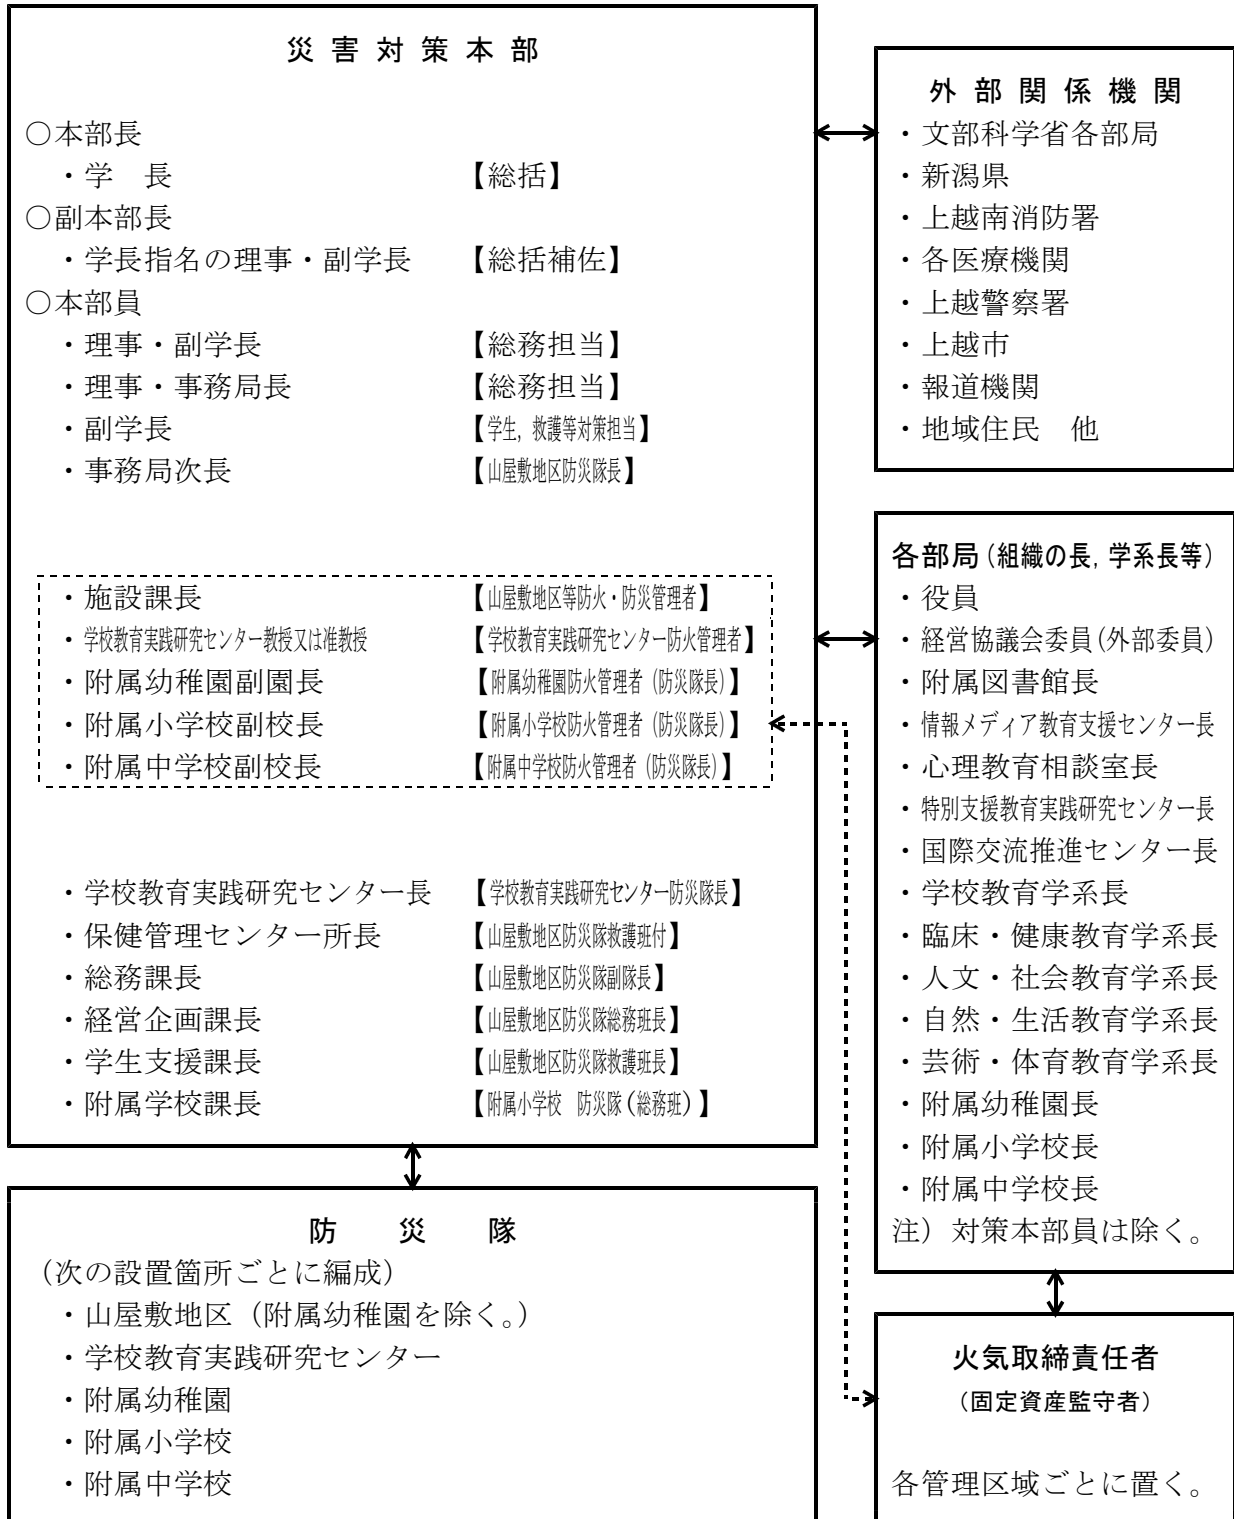 災害対策本部
○本部長
・学　長　【総括】
○副本部長
・学長指名の理事・副学長　【総括補佐】
○本部員
・理事・副学長　【総務担当】
・理事・事務局長　【総務担当】
・副学長　【学生，救護等対策担当】
・事務局次長　【山屋敷地区防災隊長】
・施設課長　【山屋敷地区等防火・防災管理者】
・学校教育実践研究センター教授又は准教授　【学校教育実践研究センター防火管理者】
・附属幼稚園副園長　【附属幼稚園防火管理者（防災隊長）】
・附属小学校副校長　【附属小学校防火管理者（防災隊長）】
・附属中学校副校長　【附属中学校防火管理者（防災隊長）】
・学校教育実践研究センター長　【学校教育実践研究センター防災隊長】
・保健管理センター所長　【山屋敷地区防災隊救護班付】
・総務課長　【山屋敷地区防災隊副隊長】
・経営企画課長　【山屋敷地区防災隊総務班長】
・学生支援課長　【山屋敷地区防災隊救護班長】
・附属学校課長　【附属小学校　防災隊（総務班）】
外部関係機関
・文部科学省各部局
・新潟県
・上越南消防署
・各医療機関
・上越警察署
・上越市
・報道機関
・地域住民　他
各部局（組織の長，学系長等）
・役員
・経営協議会委員（外部委員）
・附属図書館長
・情報メディア教育支援センター長
・心理教育相談室長
・特別支援教育実践研究センター長
・国際交流推進センター長
・学校教育学系長
・臨床・健康教育学系長
・人文・社会教育学系長
・自然・生活教育学系長
・芸術・体育教育学系長
・附属幼稚園長
・附属小学校長
・附属中学校長
注）対策本部員は除く。
防　災　隊
（次の設置箇所ごとに編成）
・山屋敷地区（附属幼稚園を除く。）
・学校教育実践研究センター
・附属幼稚園
・附属小学校
・附属中学校
火気取締責任者
（固定資産監守者）
各管理区域ごとに置く。